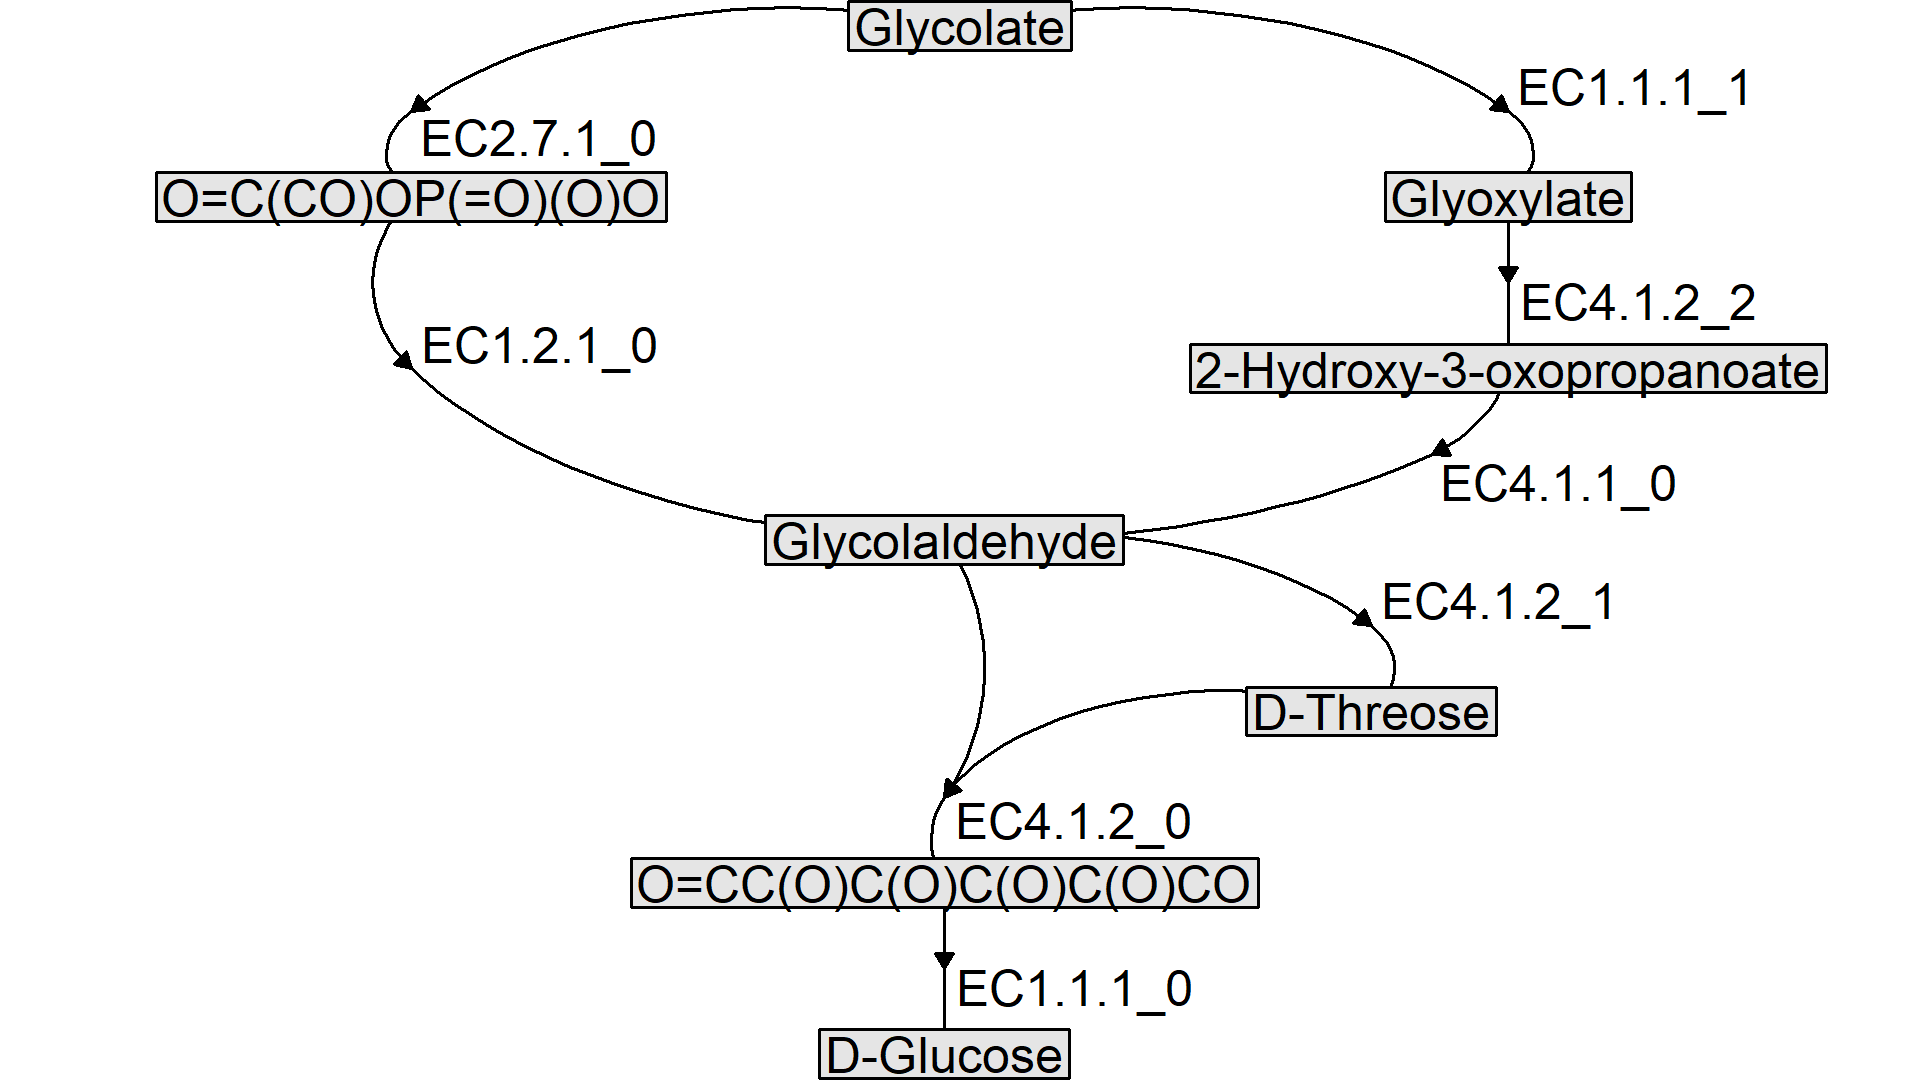 Glycolate
EC1.1.1_1
EC2.7.1_0
O=C(CO)OP(=O)(O)O
Glyoxylate
EC4.1.2_2
EC1.2.1_0
2-Hydroxy-3-oxopropanoate
EC4.1.1_0
Glycolaldehyde
EC4.1.2_1
D-Threose
EC4.1.2_0
O=CC(O)C(O)C(O)C(O)CO
EC1.1.1_0
D-Glucose